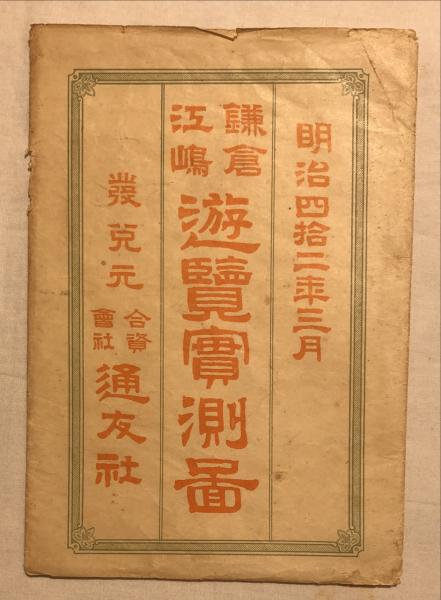 明治四拾二年三月
鎌倉
江嶋
遊覽實測圖
發兌元
合資
會社
通友社